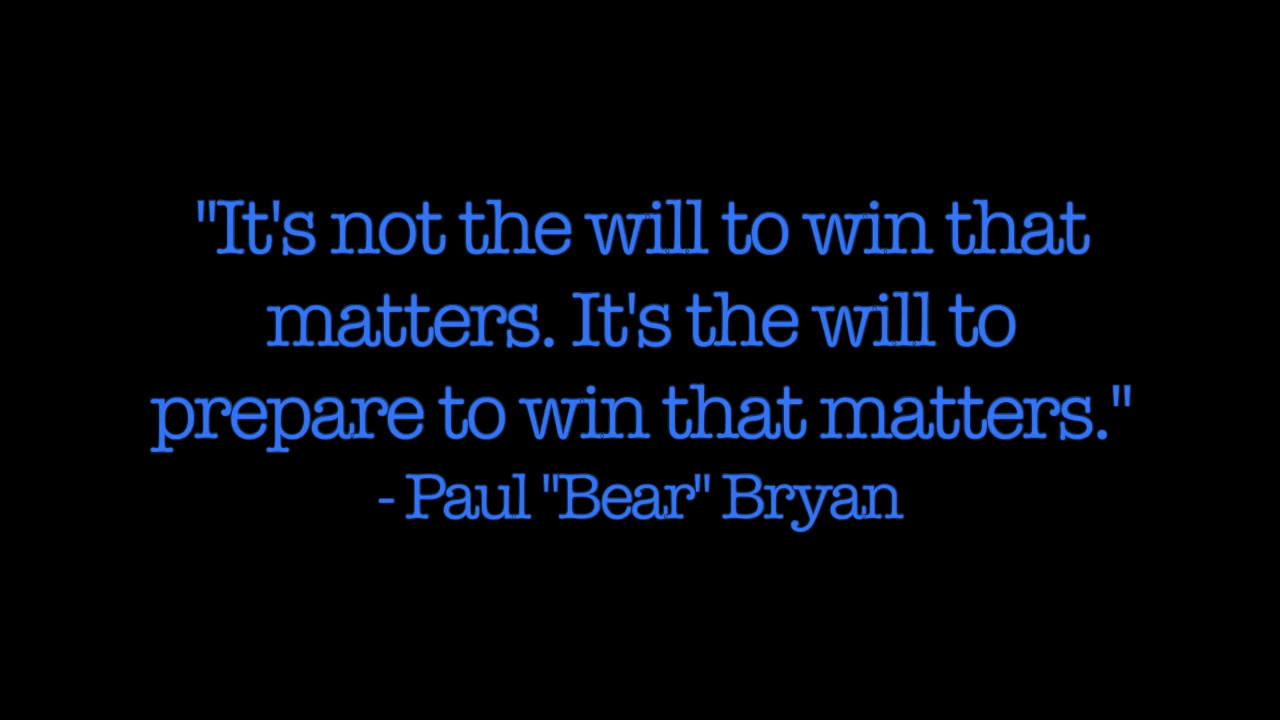 "It's not the will to win that
matters. It's the will to
prepare to win that matters."
- Paul "Bear" Bryan